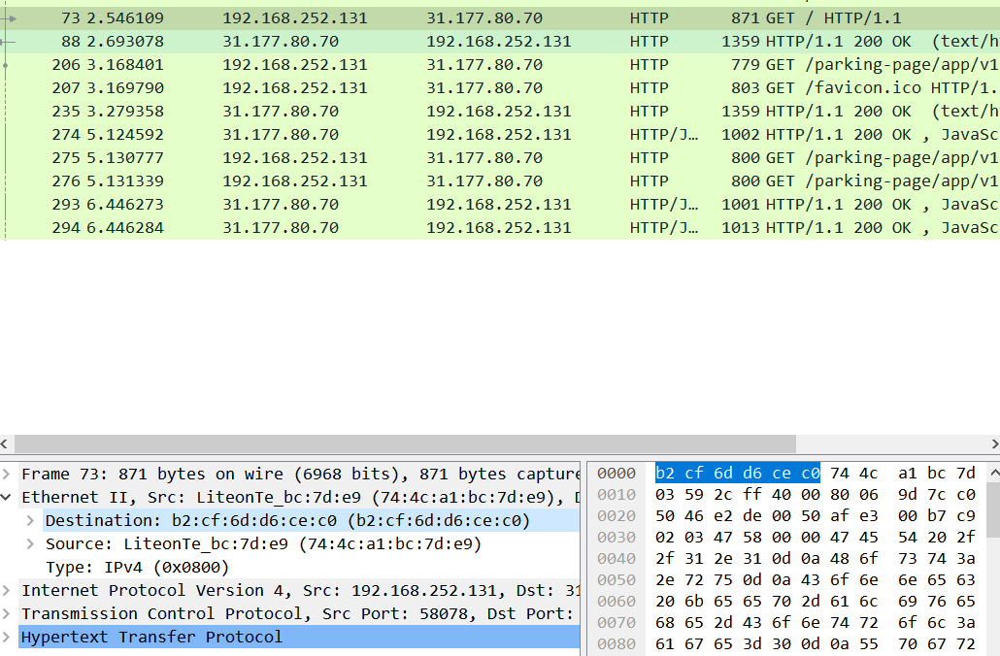 73 2.546109 192.168.252.131 31.177.80.70 HTTP 871 GET / HTTP/1.1
88 2.693078 31.177.80.70 192.168.252.131 HTTP 1359 HTTP/1.1 200 OK (text/h
206 3.168401 192.168.252.131 31.177.80.70 HTTP 779 GET /parking-page/app/v1
207 3.169790 192.168.252.131 31.177.80.70 HTTP 803 GET /favicon.ico HTTP/1.
235 3.279358 31.177.80.70 192.168.252.131 HTTP 1359 HTTP/1.1 200 OK (text/h
274 5.124592 31.177.80.70 192.168.252.131 HTTP/J… 1002 HTTP/1.1 200 OK , JavaSc
275 5.130777 192.168.252.131 31.177.80.70 HTTP 800 GET /parking-page/app/v1
276 5.131339 192.168.252.131 31.177.80.70 HTTP 800 GET /parking-page/app/v1
293 6.446273 31.177.80.70 192.168.252.131 HTTP/J… 1001 HTTP/1.1 200 OK , JavaSc
294 6.446284 31.177.80.70 192.168.252.131 HTTP/J… 1013 HTTP/1.1 200 OK , JavaSc
Frame 73: 871 bytes on wire (6968 bits), 871 bytes capture
Ethernet II, Src: LiteonTe_bc:7d:e9 (74:4c:a1:bc:7d:e9), D
Destination: b2:cf:6d:d6:ce:c0 (b2:cf:6d:d6:ce:c0)
Source: LiteonTe_bc:7d:e9 (74:4c:a1:bc:7d:e9)
Type: IPv4 (0x0800)
Internet Protocol Version 4, Src: 192.168.252.131, Dst: 31
Transmission Control Protocol, Src Port: 58078, Dst Port:
Hypertext Transfer Protocol
0000 b2 cf 6d d6 ce c0 74 4c a1 bc 7d
0010 03 59 2c ff 40 00 80 06 9d 7c c0
0020 50 46 e2 de 00 50 af e3 00 b7 c9
0030 02 03 47 58 00 00 47 45 54 20 2f
0040 2f 31 2e 31 0d 0a 48 6f 73 74 3a
0050 2e 72 75 0d 0a 43 6f 6e 6e 65 63
0060 20 6b 65 65 70 2d 61 6c 69 76 65
0070 68 65 2d 43 6f 6e 74 72 6f 6c 3a
0080 61 67 65 3d 30 0d 0a 55 70 67 72